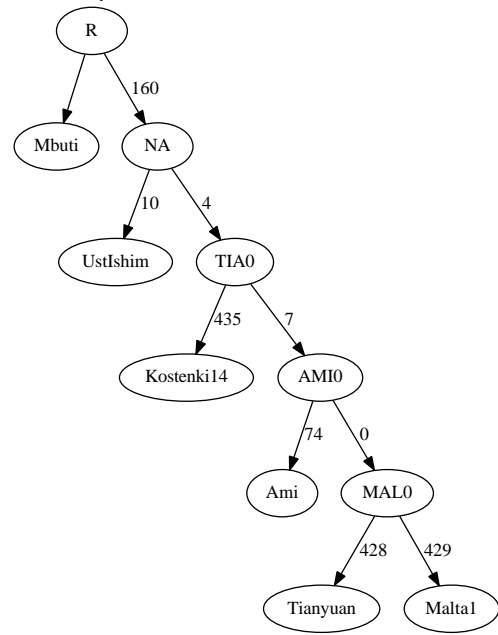 R
160
Mbuti
NA
10
4
UstIshim
TIA0
435
7
Kostenki14
AMI0
74
0
Ami
MAL0
428
429
Tianyuan
Malta1